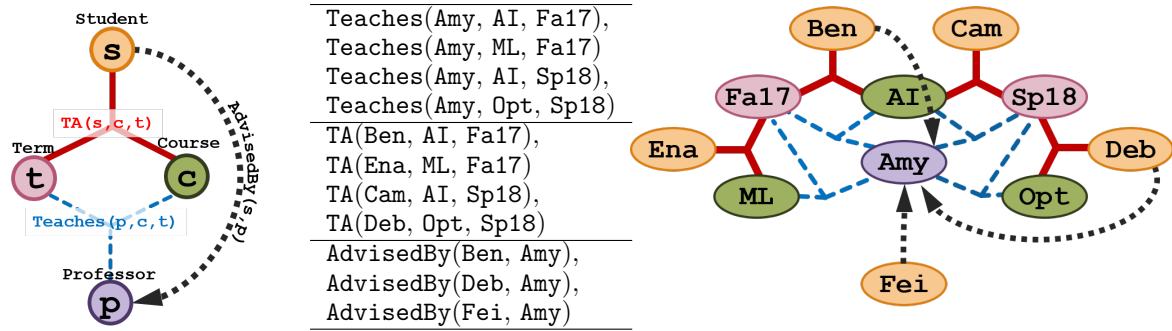 Student
s
TA(s,c,t)
Term
Course
t
c
Teaches(p,c,t)
Professor
p
AdvisedBy(s,p)
Teaches(Amy, AI, Fa17),
Teaches(Amy, ML, Fa17)
Teaches(Amy, AI, Sp18),
Teaches(Amy, Opt, Sp18)
TA(Ben, AI, Fa17),
TA(Ena, ML, Fa17)
TA(Cam, AI, Sp18),
TA(Deb, Opt, Sp18)
AdvisedBy(Ben, Amy),
AdvisedBy(Deb, Amy),
AdvisedBy(Fei, Amy)
Ben
Cam
Fa17
AI
Sp18
Ena
Amy
Deb
ML
Opt
Fei